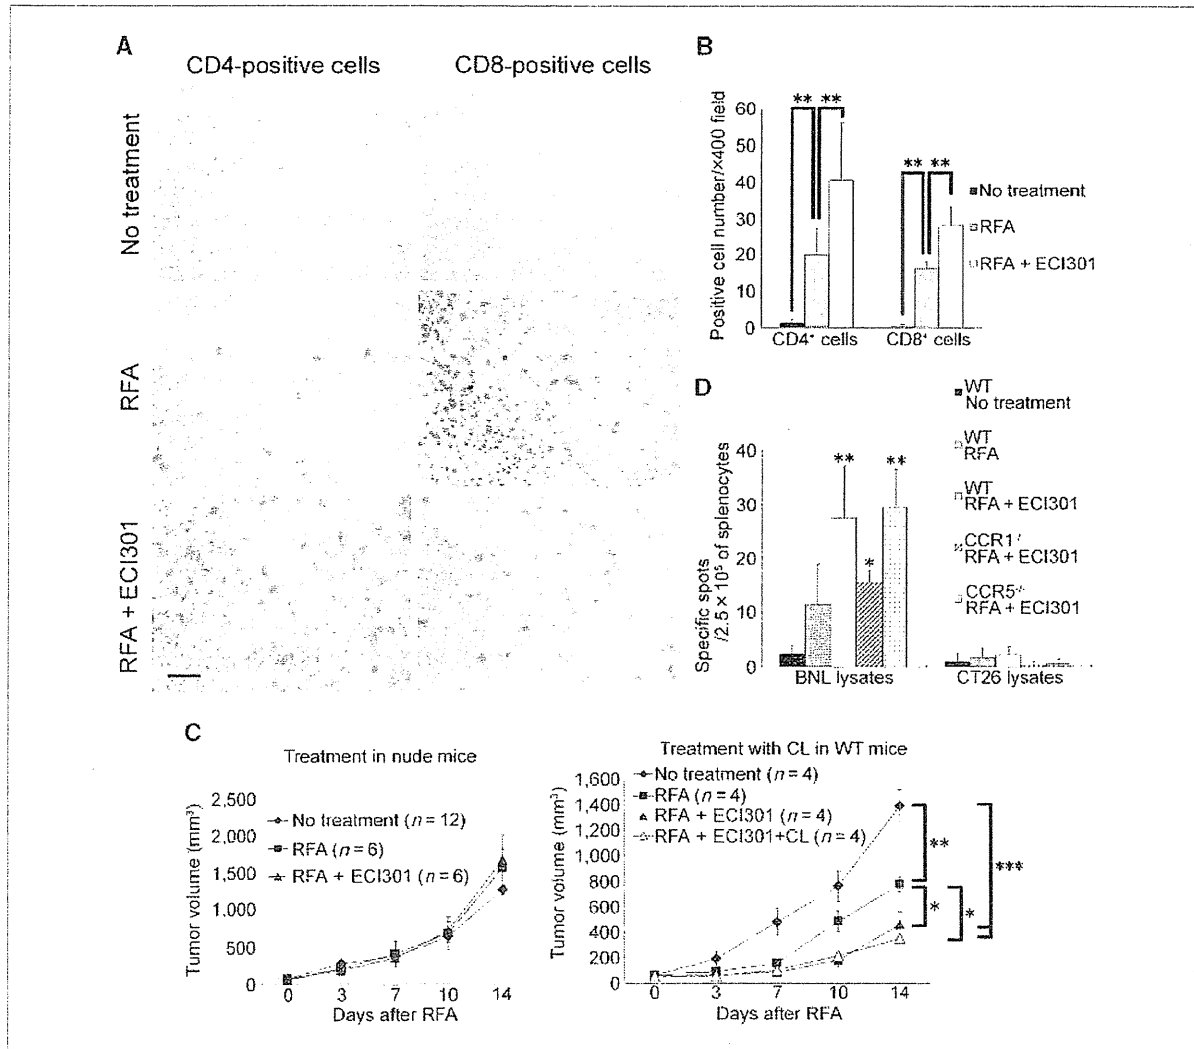 A
CD4-positive cells
CD8-positive cells
No treatment
RFA
RFA + ECI301
B
Positive cell number/×400 field
60
50
40
30
20
10
0
** **
** **
CD4⁺ cells
CD8⁺ cells
No treatment
RFA
RFA + ECI301
D
Specific spots
/2.5 × 10⁵ of splenocytes
40
30
20
10
0
**
*
**
BNL lysates
CT26 lysates
WT
No treatment
WT
RFA
WT
RFA + ECI301
CCR1⁻/⁻
RFA + ECI301
CCR5⁻/⁻
RFA + ECI301
C
Treatment in nude mice
Tumor volume (mm³)
2,500
2,000
1,500
1,000
500
0
No treatment (n = 12)
RFA (n = 6)
RFA + ECI301 (n = 6)
0 3 7 10 14
Days after RFA
Treatment with CL in WT mice
Tumor volume (mm³)
1,600
1,400
1,200
1,000
800
600
400
200
0
No treatment (n = 4)
RFA (n = 4)
RFA + ECI301 (n = 4)
RFA + ECI301+CL (n = 4)
**
*
*
***
0 3 7 10 14
Days after RFA